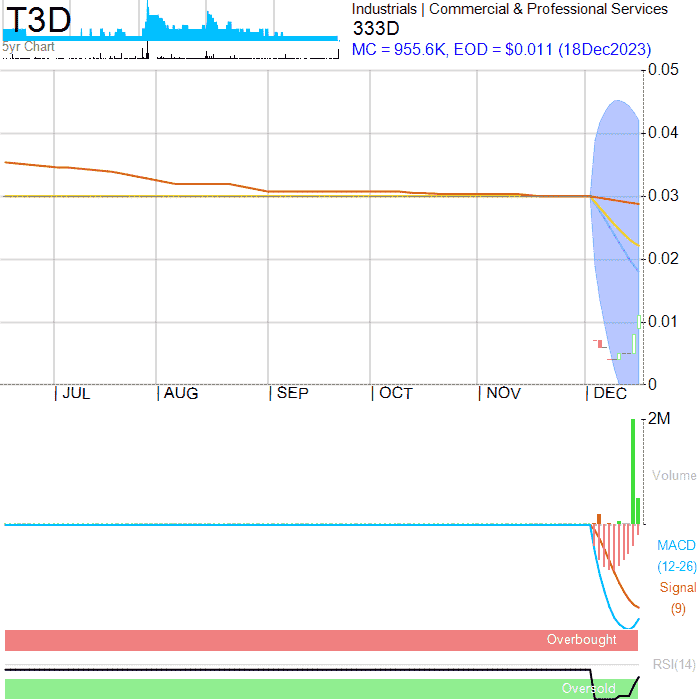 T3D
5yr Chart
Industrials | Commercial & Professional Services
333D
MC = 955.6K, EOD = $0.011 (18Dec2023)
0.05
0.04
0.03
0.02
0.01
0
JUL
AUG
SEP
OCT
NOV
DEC
2M
Volume
MACD
(12-26)
Signal
(9)
Overbought
RSI(14)
Oversold